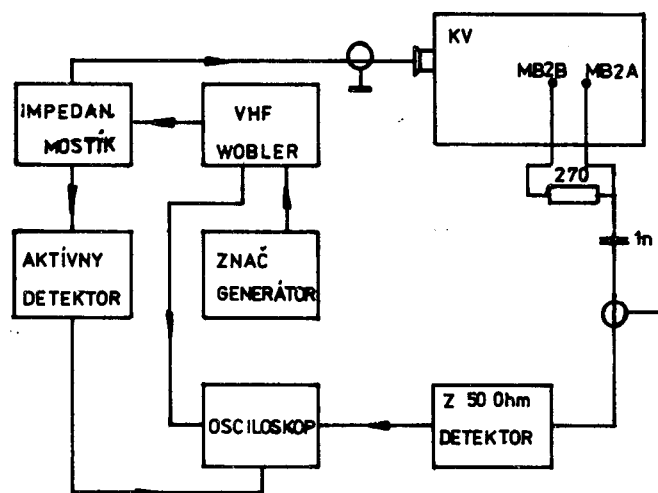 KV
MB2B
MB2A
IMPEDAN.
MOSTÍK
VHF
WOBLER
270
1n
AKTÍVNY
DETEKTOR
ZNAČ
GENERÁTOR
OSCILOSKOP
Z 50 Ohm
DETEKTOR